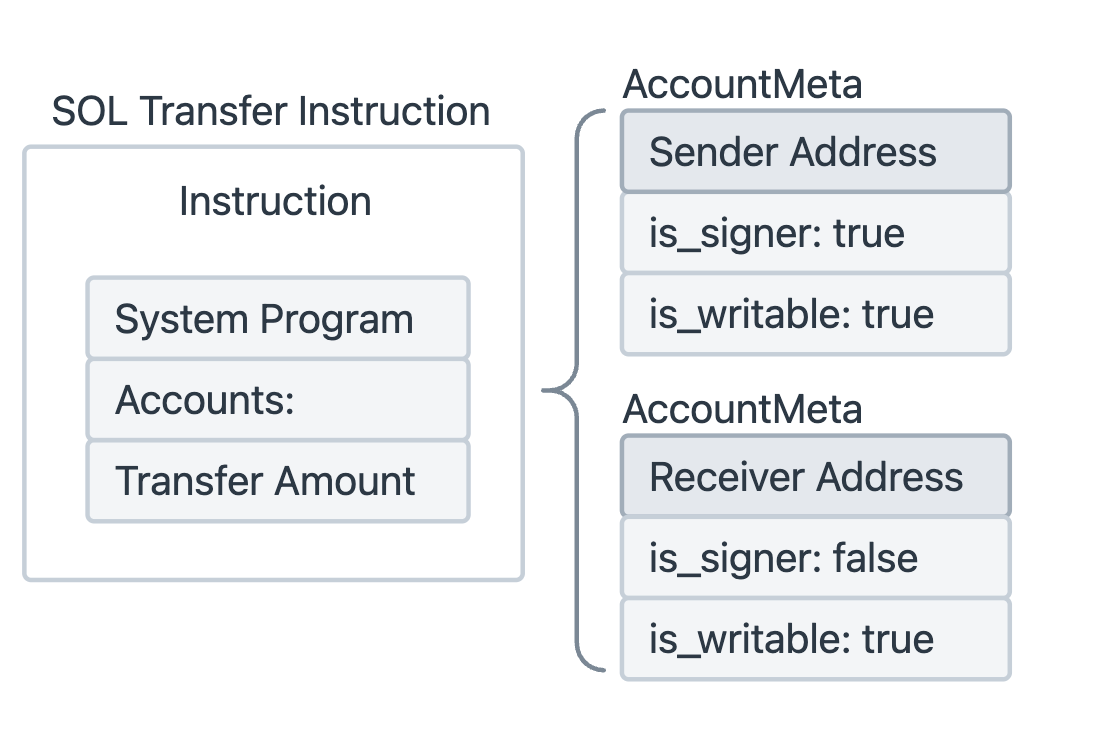 SOL Transfer Instruction
Instruction
System Program
Accounts:
Transfer Amount
AccountMeta
Sender Address
is_signer: true
is_writable: true
AccountMeta
Receiver Address
is_signer: false
is_writable: true